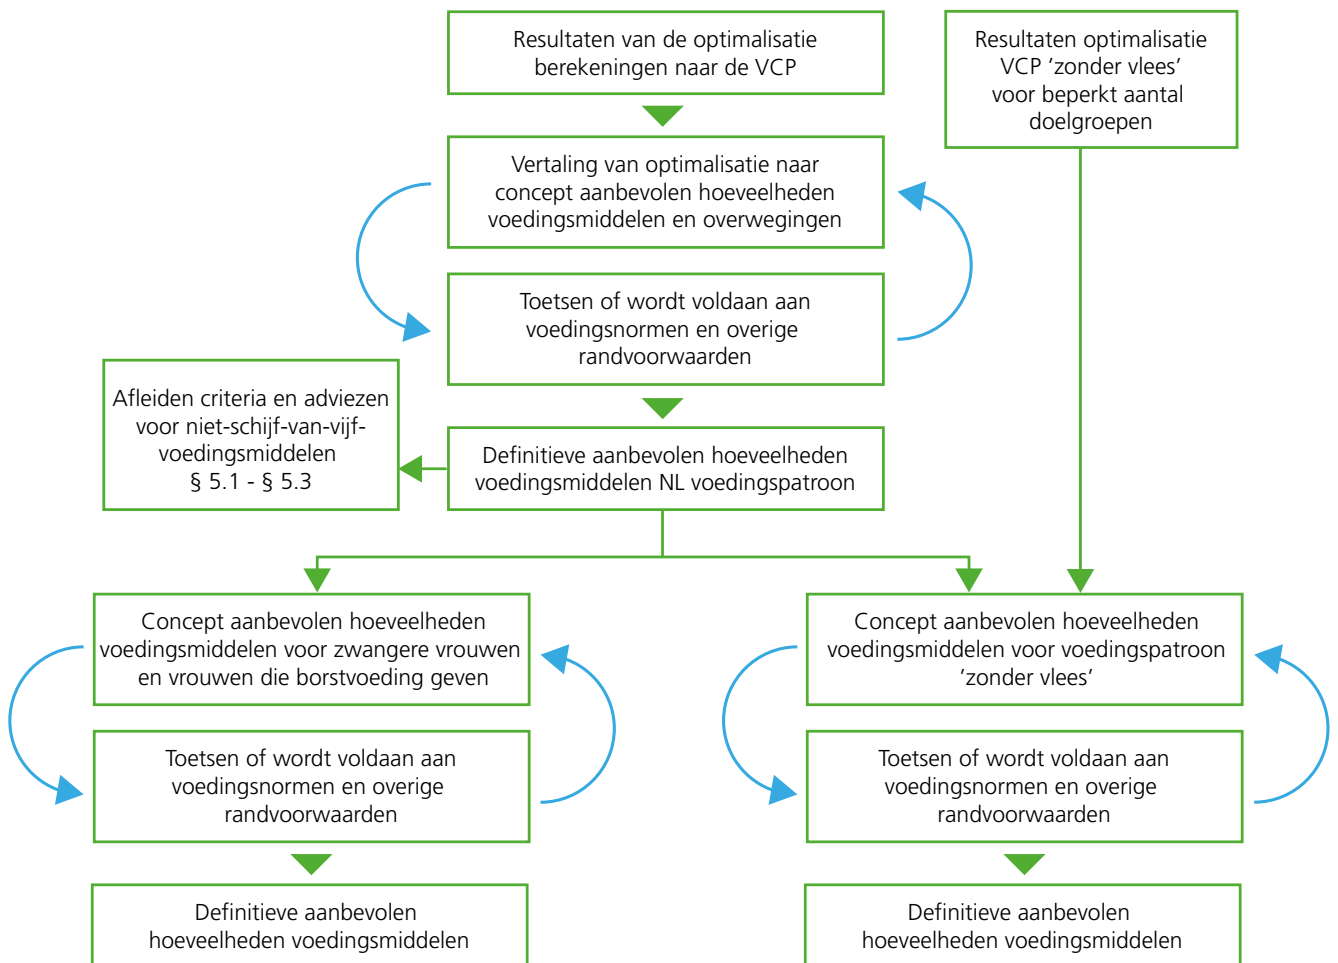 Resultaten van de optimalisatie
berekeningen naar de VCP
Resultaten optimalisatie
VCP ’zonder vlees’
voor beperkt aantal
doelgroepen
Vertaling van optimalisatie naar
concept aanbevolen hoeveelheden
voedingsmiddelen en overwegingen
Toetsen of wordt voldaan aan
voedingsnormen en overige
randvoorwaarden
Afleiden criteria en adviezen
voor niet-schijf-van-vijf-
voedingsmiddelen
§ 5.1 - § 5.3
Definitieve aanbevolen hoeveelheden
voedingsmiddelen NL voedingspatroon
Concept aanbevolen hoeveelheden
voedingsmiddelen voor zwangere vrouwen
en vrouwen die borstvoeding geven
Concept aanbevolen hoeveelheden
voedingsmiddelen voor voedingspatroon
’zonder vlees’
Toetsen of wordt voldaan aan
voedingsnormen en overige
randvoorwaarden
Toetsen of wordt voldaan aan
voedingsnormen en overige
randvoorwaarden
Definitieve aanbevolen
hoeveelheden voedingsmiddelen
Definitieve aanbevolen
hoeveelheden voedingsmiddelen